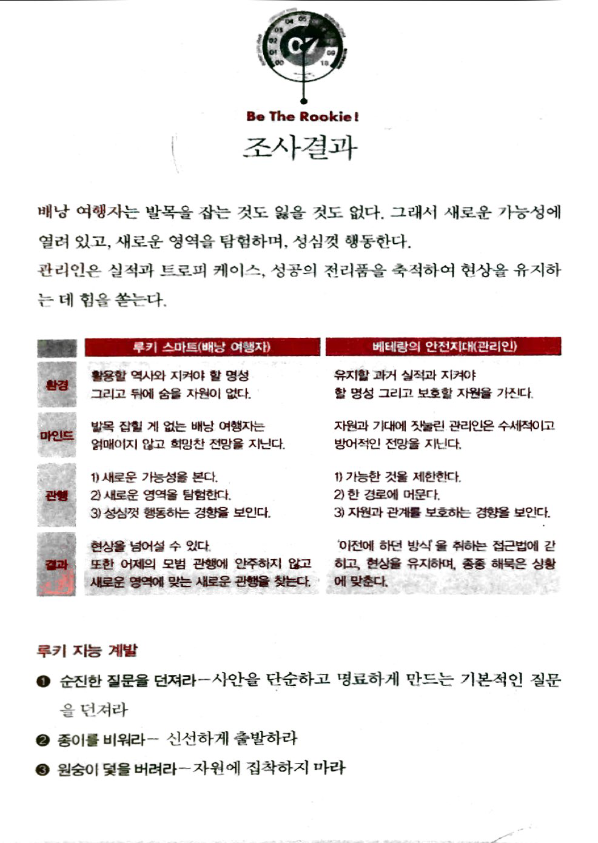 00 01 02 03 04 05 07 09 10
Be The Rookie!
조사결과
배낭 여행자는 발목을 잡는 것도 잃을 것도 없다. 그래서 새로운 가능성에
열려 있고, 새로운 영역을 탐험하며, 성심껏 행동한다.
관리인은 실적과 트로피 케이스, 성공의 전리품을 축적하여 현상을 유지하
는 데 힘을 쏟는다.
루키 스마트(배낭 여행자) 베테랑의 안전지대(관리인)
환경
활용할 역사와 지켜야 할 명성
그리고 뒤에 숨을 자원이 없다.
유지할 과거 실적과 지켜야
할 명성 그리고 보호할 자원을 가진다.
마인드
발목 잡힐 게 없는 배낭 여행자는
얽매이지 않고 희망찬 전망을 지닌다.
자원과 기대에 짓눌린 관리인은 수세적이고
방어적인 전망을 지닌다.
관행
1) 새로운 가능성을 본다.
2) 새로운 영역을 탐험한다.
3) 성심껏 행동하는 경향을 보인다.
1) 가능한 것을 제한한다.
2) 한 경로에 머문다.
3) 자원과 관계를 보호하는 경향을 보인다.
결과
현상을 넘어설 수 있다.
또한 어제의 모범 관행에 안주하지 않고
새로운 영역에 맞는 새로운 관행을 찾는다.
'이전에 하던 방식'을 취하는 접근법에 갇
히고, 현상을 유지하며, 종종 해묵은 상황
에 맞춘다.
루키 지능 계발
❶ 순진한 질문을 던져라–사안을 단순하고 명료하게 만드는 기본적인 질문
을 던져라
❷ 종이를 비워라– 신선하게 출발하라
❸ 원숭이 덫을 버려라–자원에 집착하지 마라